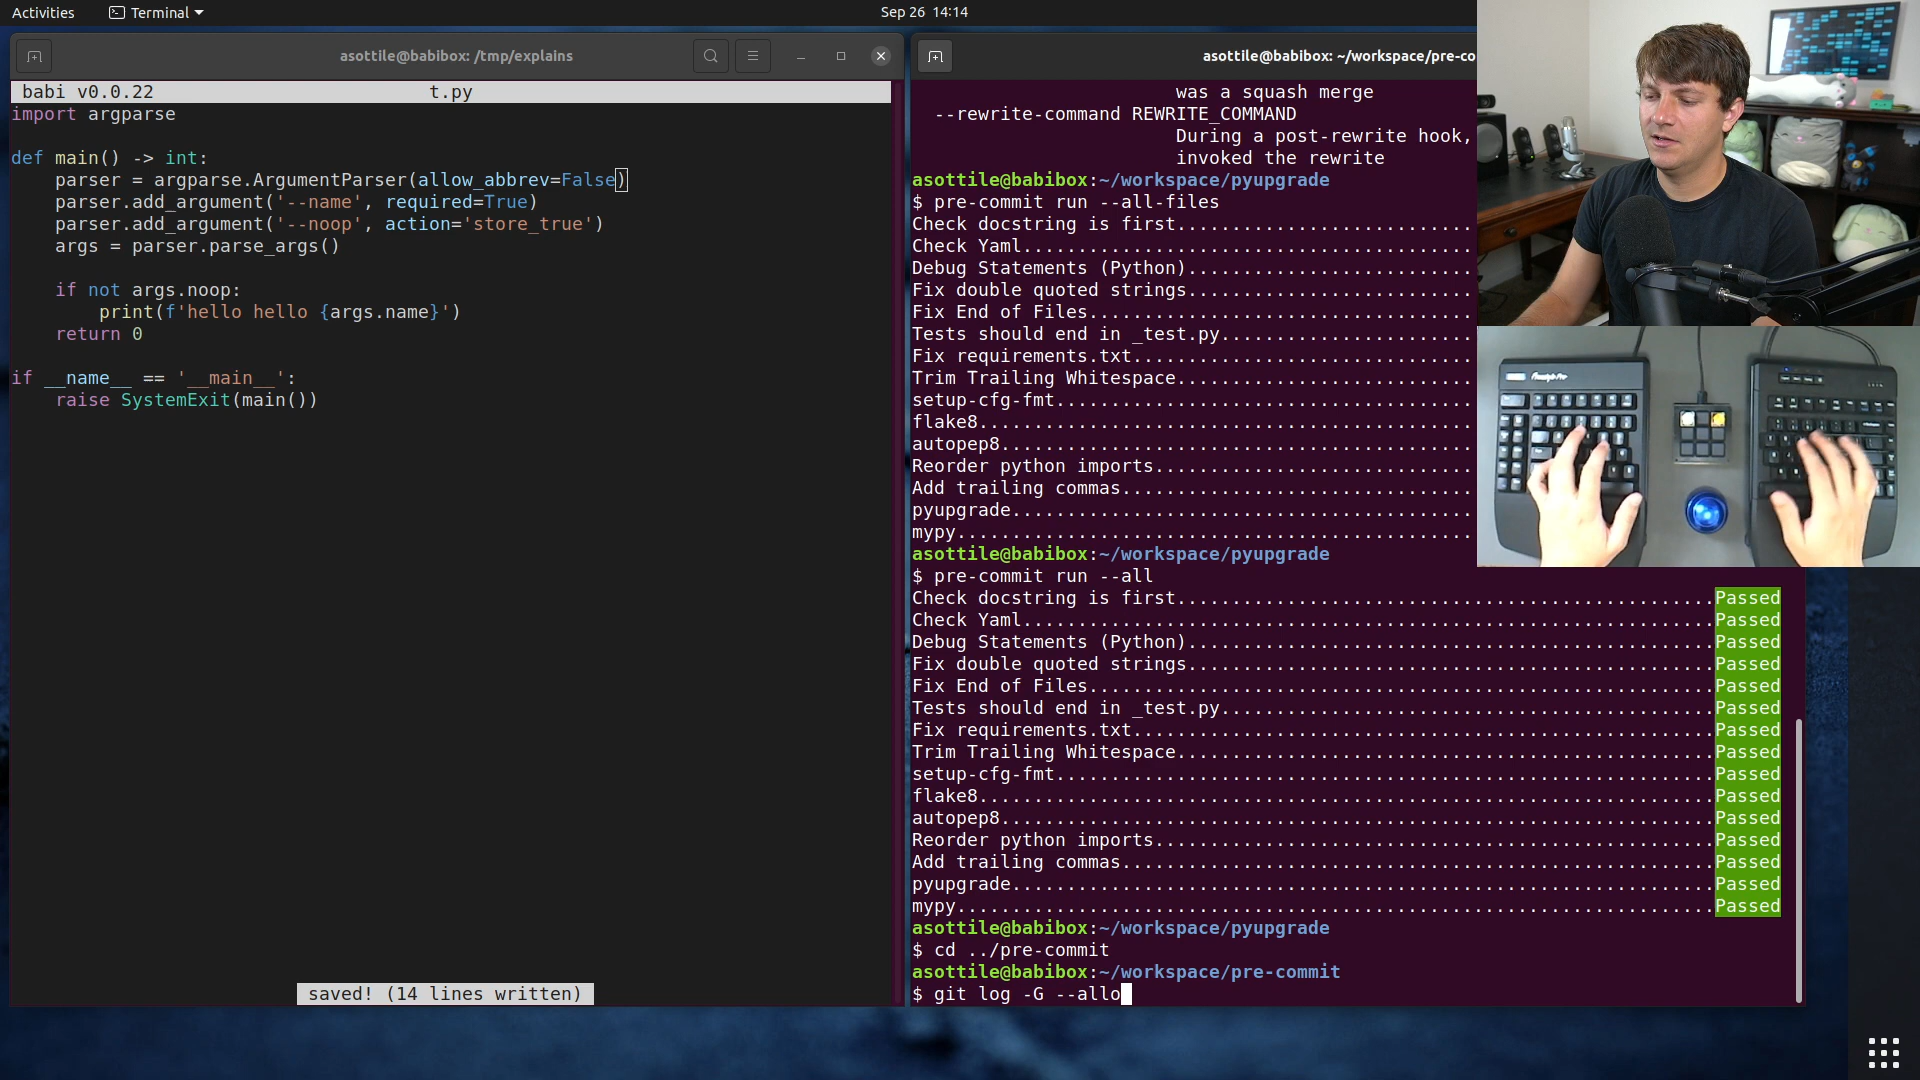 Activities
Terminal
Sep 26 14:14
asottile@babibox: /tmp/explains
babi v0.0.22 t.py
import argparse
def main() -> int:
    parser = argparse.ArgumentParser(allow_abbrev=False)
    parser.add_argument('--name', required=True)
    parser.add_argument('--noop', action='store_true')
    args = parser.parse_args()
    if not args.noop:
        print(f'hello hello {args.name}')
    return 0
if __name__ == '__main__':
    raise SystemExit(main())
saved! (14 lines written)
asottile@babibox: ~/workspace/pre-co
was a squash merge
--rewrite-command REWRITE_COMMAND
During a post-rewrite hook,
invoked the rewrite
asottile@babibox:~/workspace/pyupgrade
$ pre-commit run --all-files
Check docstring is first...................................................
Check Yaml.........................................
Debug Statements (Python)..........................
Fix double quoted strings..........................
Fix End of Files...................................
Tests should end in _test.py.......................
Fix requirements.txt...............................
Trim Trailing Whitespace...........................
setup-cfg-fmt......................................
flake8.............................................
autopep8...........................................
Reorder python imports.............................
Add trailing commas................................
pyupgrade..........................................
mypy...............................................
asottile@babibox:~/workspace/pyupgrade
$ pre-commit run --all
Check docstring is first.................................................Passed
Check Yaml...............................................................Passed
Debug Statements (Python)................................................Passed
Fix double quoted strings................................................Passed
Fix End of Files.........................................................Passed
Tests should end in _test.py.............................................Passed
Fix requirements.txt.....................................................Passed
Trim Trailing Whitespace.................................................Passed
setup-cfg-fmt............................................................Passed
flake8...................................................................Passed
autopep8.................................................................Passed
Reorder python imports...................................................Passed
Add trailing commas......................................................Passed
pyupgrade................................................................Passed
mypy.....................................................................Passed
asottile@babibox:~/workspace/pyupgrade
$ cd ../pre-commit
asottile@babibox:~/workspace/pre-commit
$ git log -G --allo